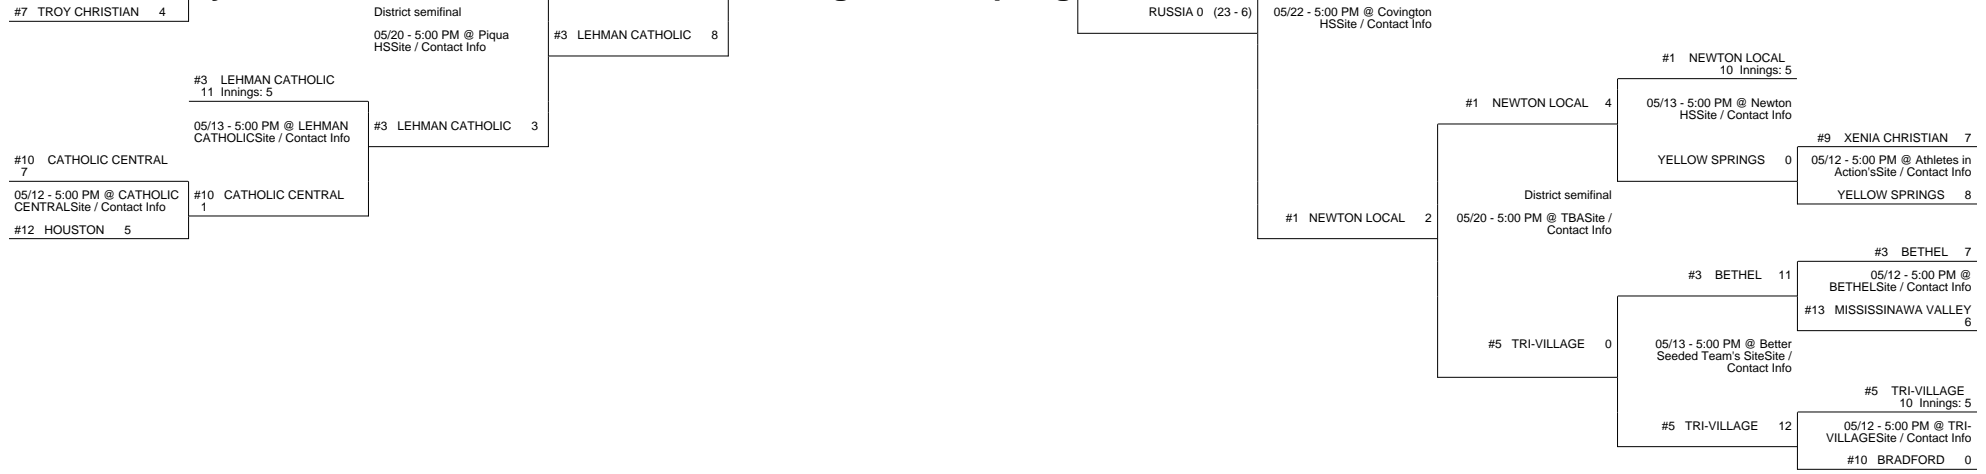 #7 TROY CHRISTIAN 4
District semifinal
05/20 - 5:00 PM @ Piqua
HSSite / Contact Info
#3 LEHMAN CATHOLIC 8
#3 LEHMAN CATHOLIC
11 Innings: 5
05/13 - 5:00 PM @ LEHMAN
CATHOLICSite / Contact Info
#3 LEHMAN CATHOLIC 3
#10 CATHOLIC CENTRAL
7
05/12 - 5:00 PM @ CATHOLIC
CENTRALSite / Contact Info
#10 CATHOLIC CENTRAL
1
#12 HOUSTON 5
RUSSIA 0 (23 - 6)
05/22 - 5:00 PM @ Covington
HSSite / Contact Info
#1 NEWTON LOCAL
10 Innings: 5
#1 NEWTON LOCAL 4
05/13 - 5:00 PM @ Newton
HSSite / Contact Info
#9 XENIA CHRISTIAN 7
YELLOW SPRINGS 0
05/12 - 5:00 PM @ Athletes in
Action'sSite / Contact Info
YELLOW SPRINGS 8
District semifinal
#1 NEWTON LOCAL 2
05/20 - 5:00 PM @ TBASite /
Contact Info
#3 BETHEL 7
#3 BETHEL 11
05/12 - 5:00 PM @
BETHELSite / Contact Info
#13 MISSISSINAWA VALLEY
6
#5 TRI-VILLAGE 0
05/13 - 5:00 PM @ Better
Seeded Team's SiteSite /
Contact Info
#5 TRI-VILLAGE
10 Innings: 5
#5 TRI-VILLAGE 12
05/12 - 5:00 PM @ TRI-
VILLAGESite / Contact Info
#10 BRADFORD 0